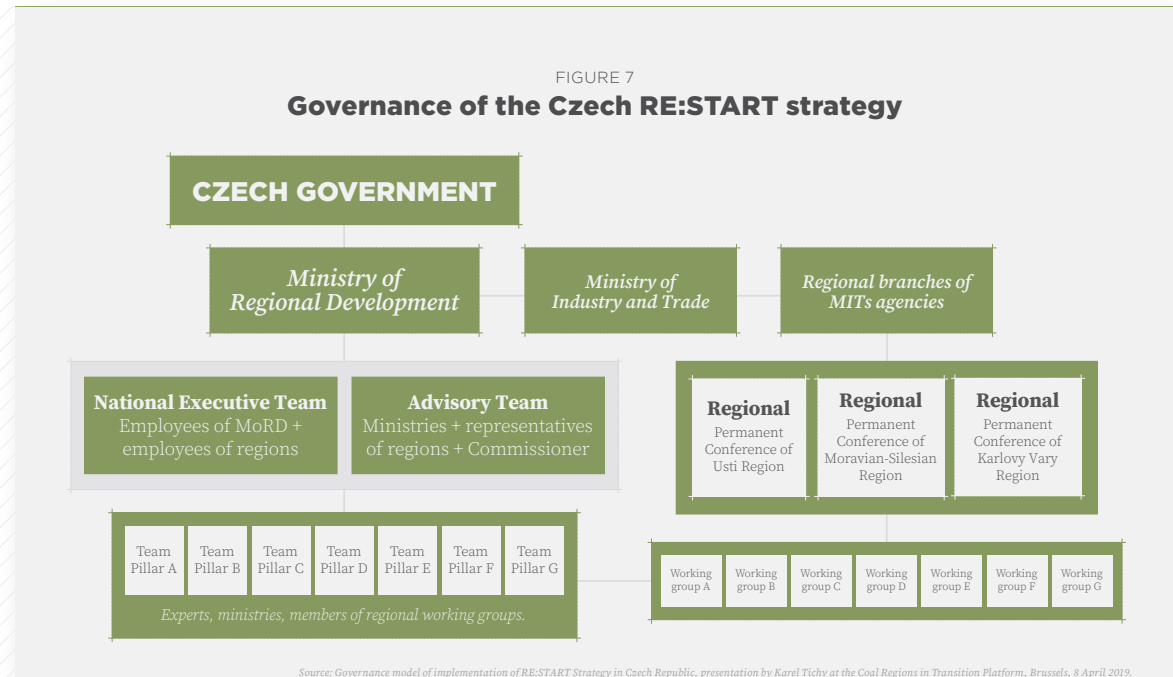 FIGURE 7
Governance of the Czech RE:START strategy
CZECH GOVERNMENT
Ministry of
Regional Development
Ministry of
Industry and Trade
Regional branches of
MITs agencies
National Executive Team
Employees of MoRD +
employees of regions
Advisory Team
Ministries + representatives
of regions + Commissioner
Regional
Permanent
Conference of
Usti Region
Regional
Permanent
Conference of
Moravian-Silesian
Region
Regional
Permanent
Conference of
Karlovy Vary
Region
Team
Pillar A
Team
Pillar B
Team
Pillar C
Team
Pillar D
Team
Pillar E
Team
Pillar F
Team
Pillar G
Experts, ministries, members of regional working groups.
Working
group A
Working
group B
Working
group C
Working
group D
Working
group E
Working
group F
Working
group G
Source: Governance model of implementation of RE:START Strategy in Czech Republic, presentation by Karel Tichy at the Coal Regions in Transition Platform, Brussels, 8 April 2019.